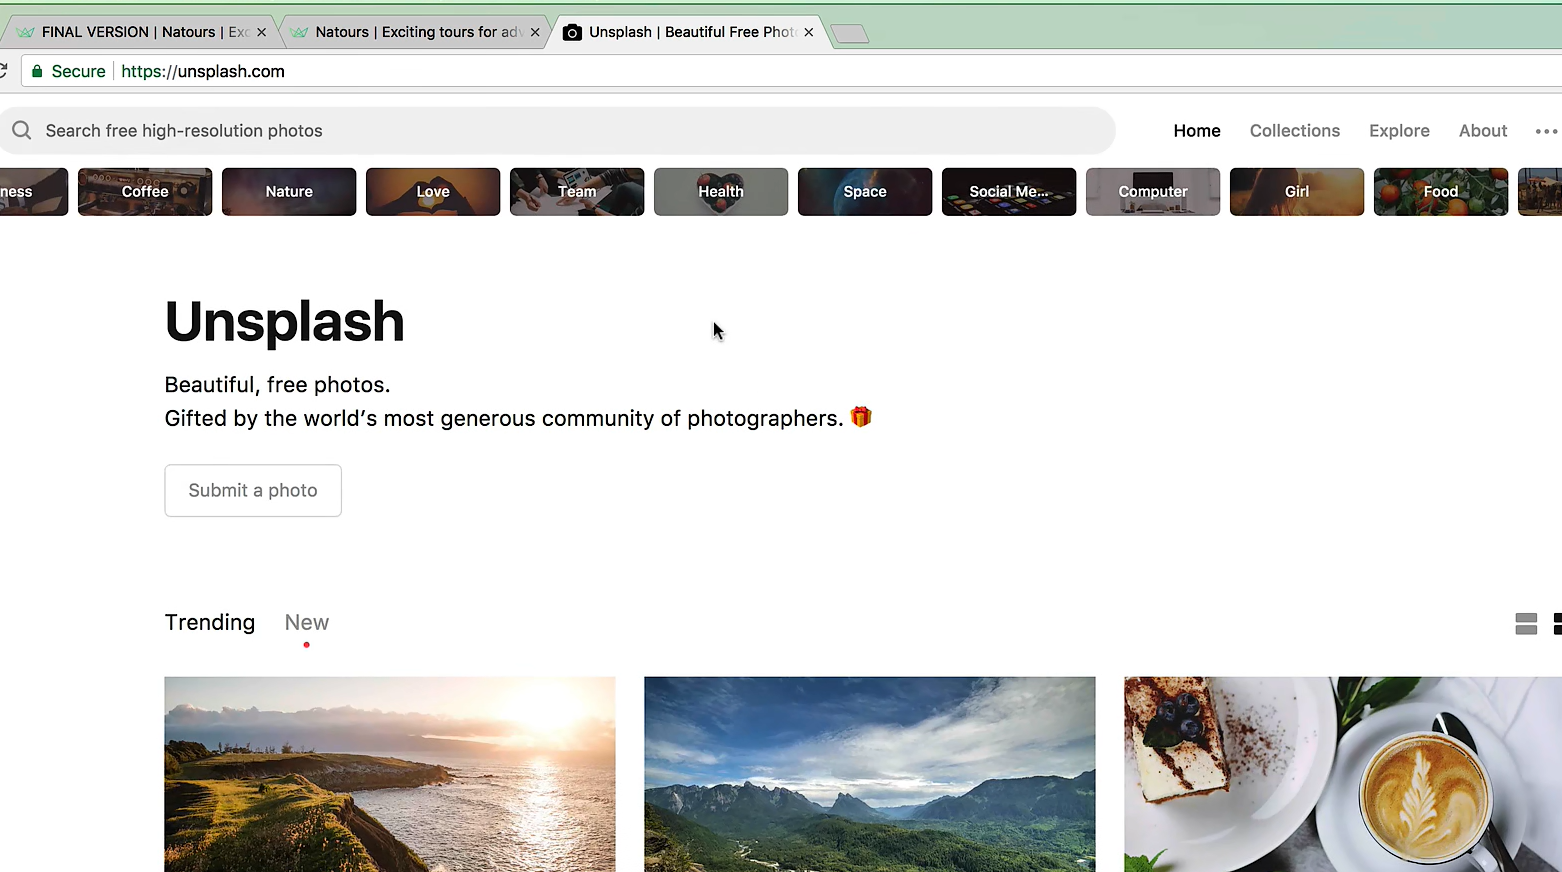 FINAL VERSION | Natours | Exc
Natours | Exciting tours for adv
Unsplash | Beautiful Free Phot
Secure
https://unsplash.com
Search free high-resolution photos
Home
Collections
Explore
About
ness
Coffee
Nature
Love
Team
Health
Space
Social Me...
Computer
Girl
Food
Unsplash
Beautiful, free photos.
Gifted by the world’s most generous community of photographers. 🎁
Submit a photo
Trending
New